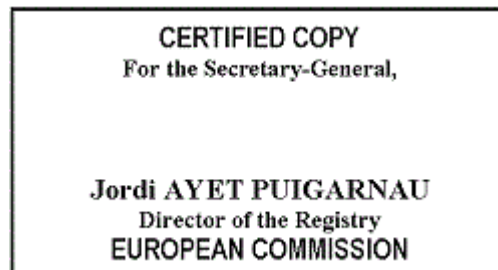 CERTIFIED COPY
For the Secretary-General,
Jordi AYET PUIGARNAU
Director of the Registry
EUROPEAN COMMISSION